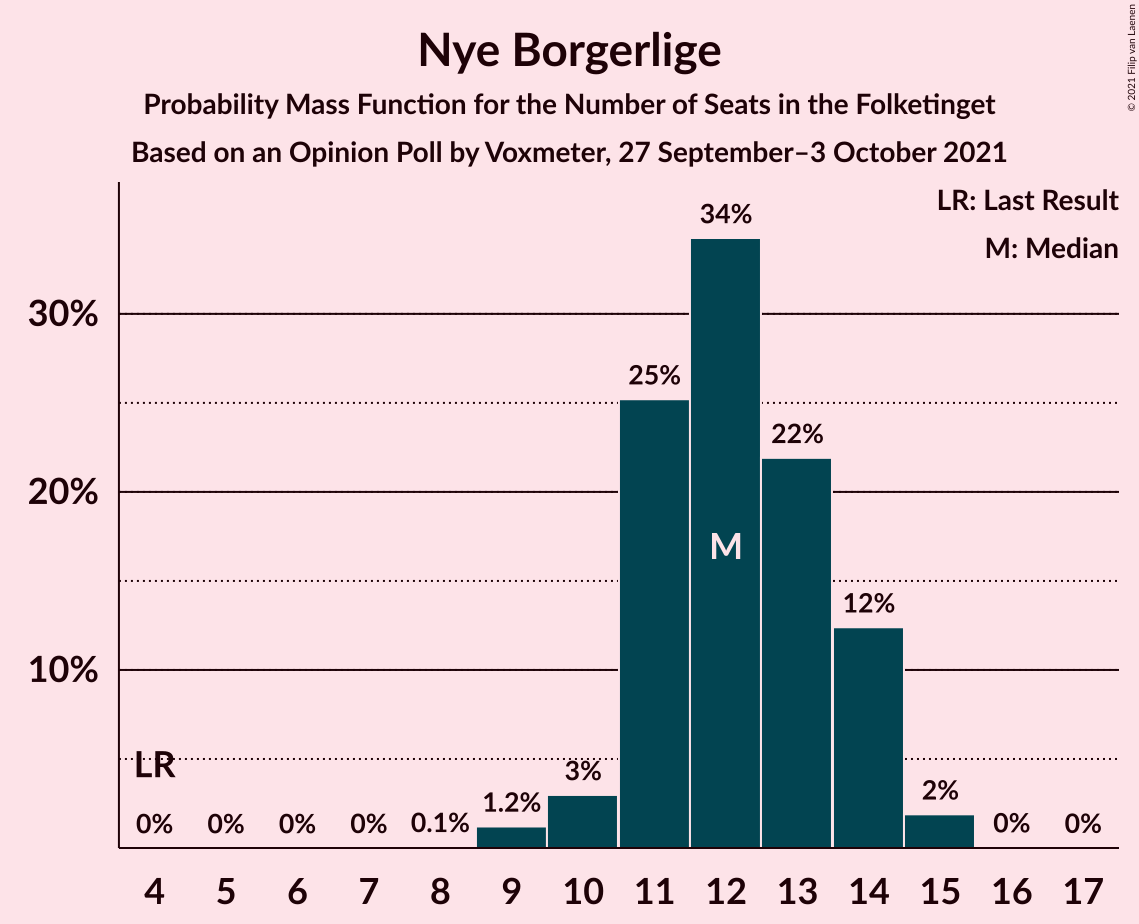 Nye Borgerlige
Probability Mass Function for the Number of Seats in the Folketinget
Based on an Opinion Poll by Voxmeter, 27 September–3 October 2021
© 2021 Filip van Laenen
LR: Last Result
M: Median
34%
30%
25%
22%
20%
M
12%
10%
LR
3%
1.2%
2%
0% 0% 0% 0% 0.1% 0% 0%
4 5 6 7 8 9 10 11 12 13 14 15 16 17